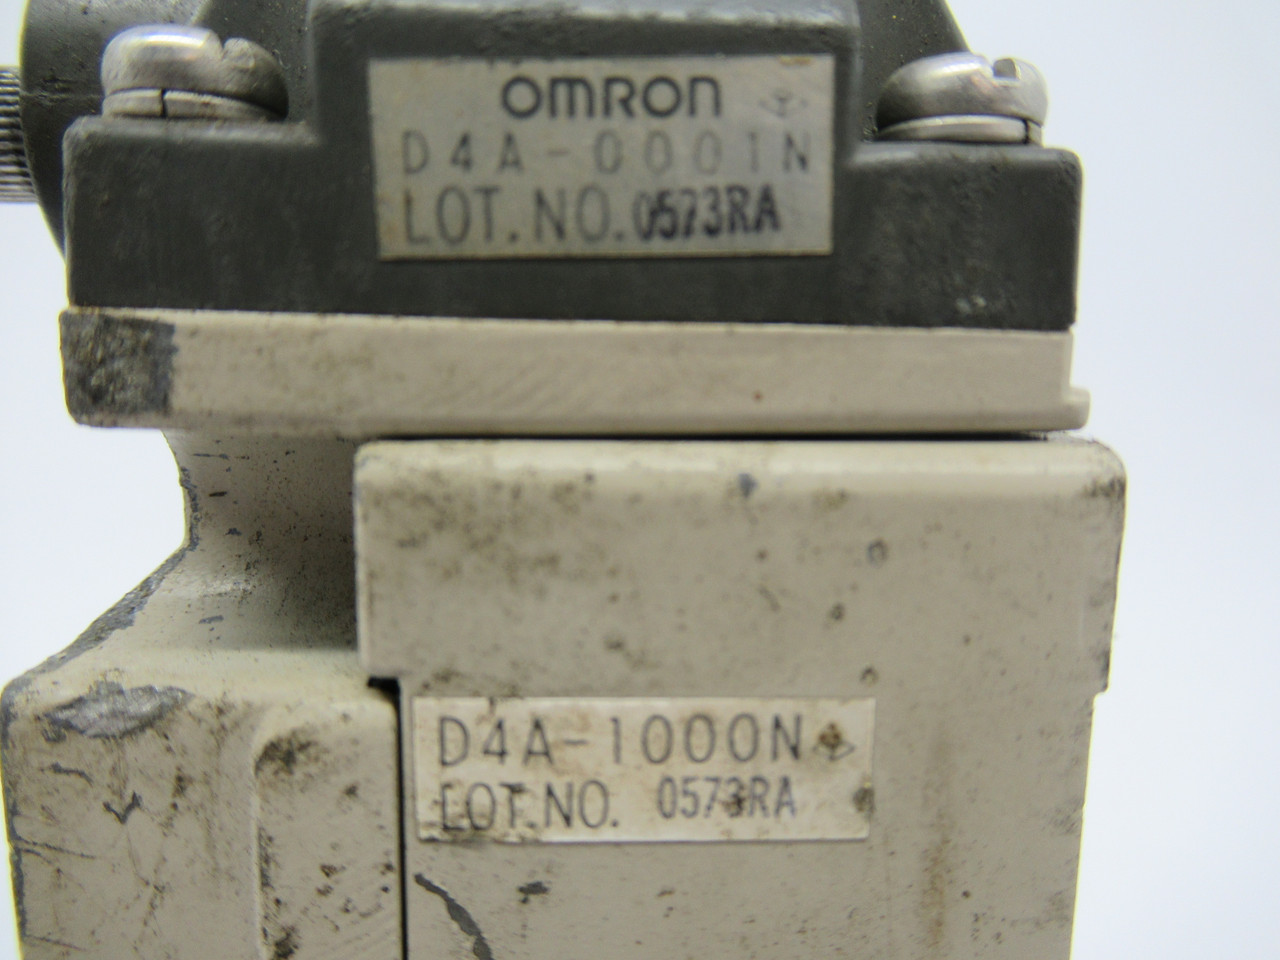 OMRON
D4A-0001N
LOT.NO. 0573RA
D4A-1000N
LOT.NO. 0573RA